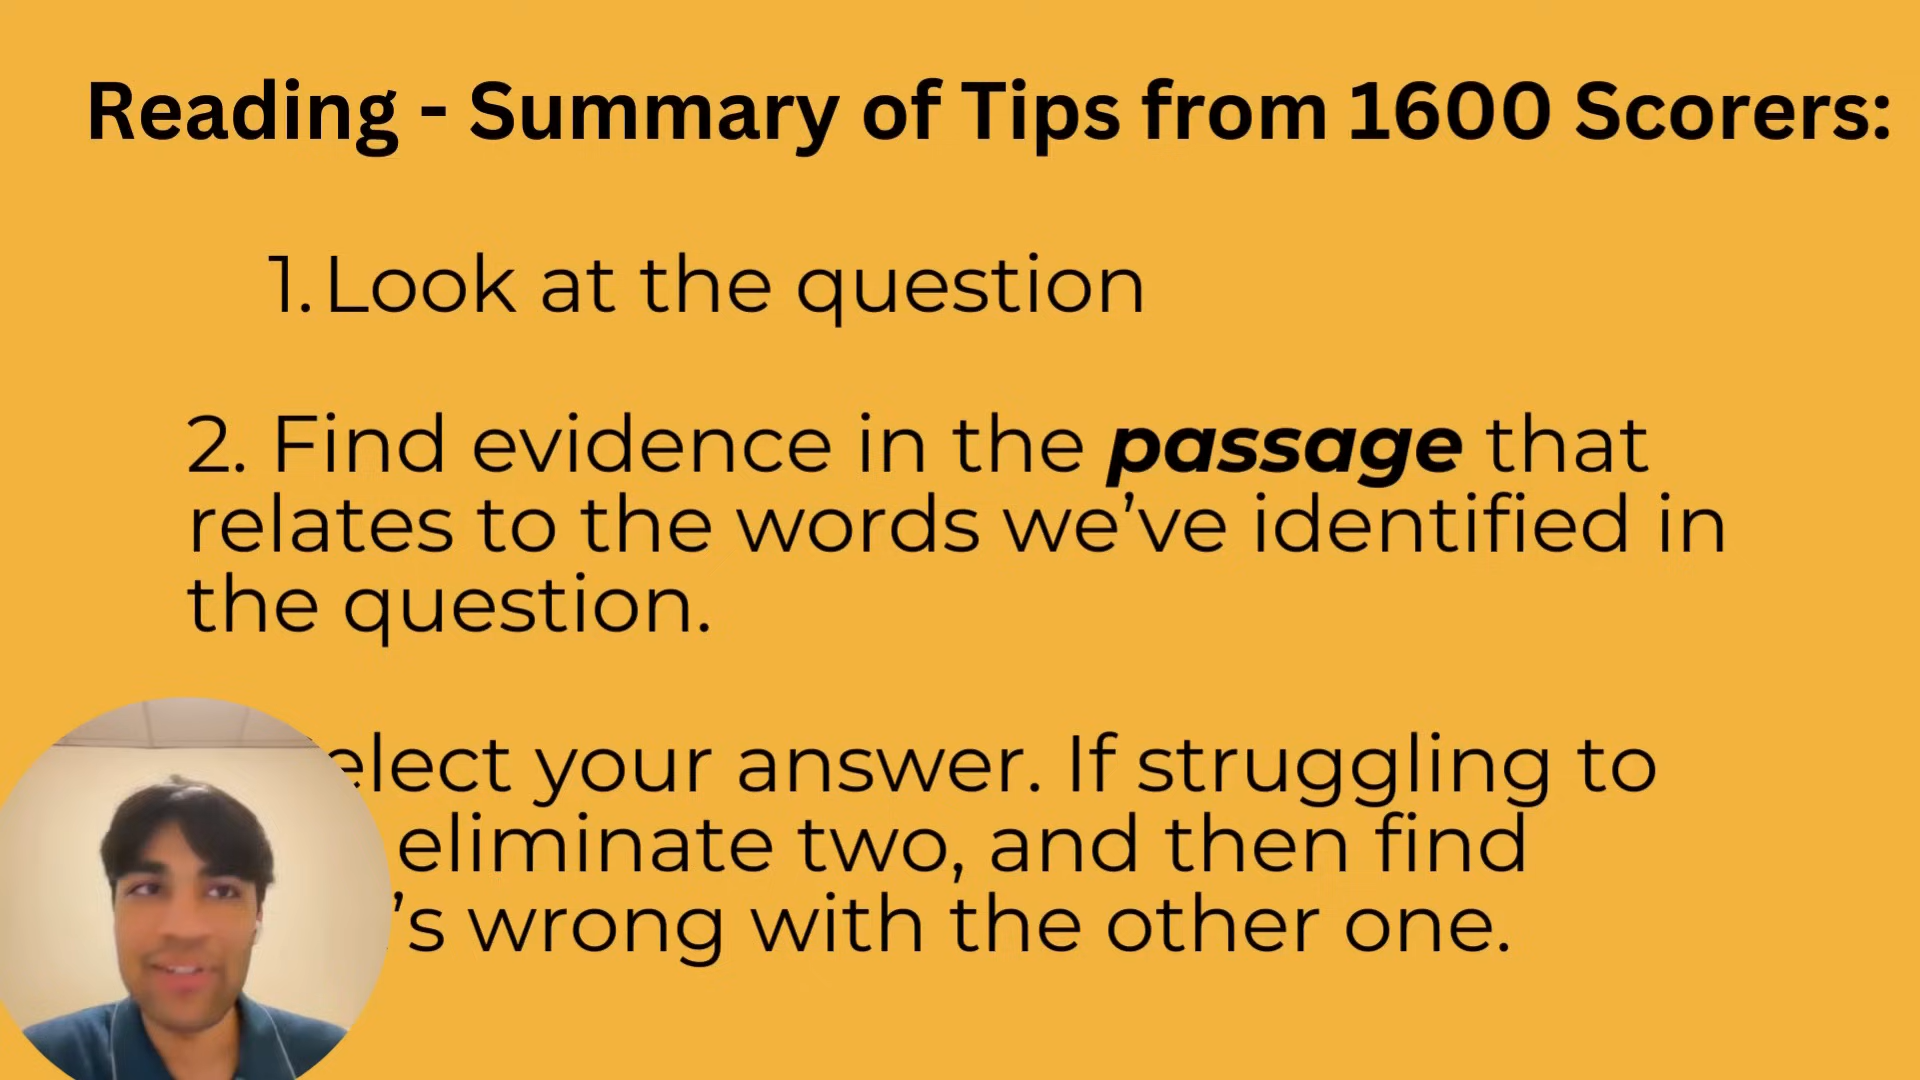 Reading - Summary of Tips from 1600 Scorers:
1. Look at the question
2. Find evidence in the passage that
relates to the words we've identified in
the question.
your answer. If struggling to
eliminate two, and then find
wrong with the other one.